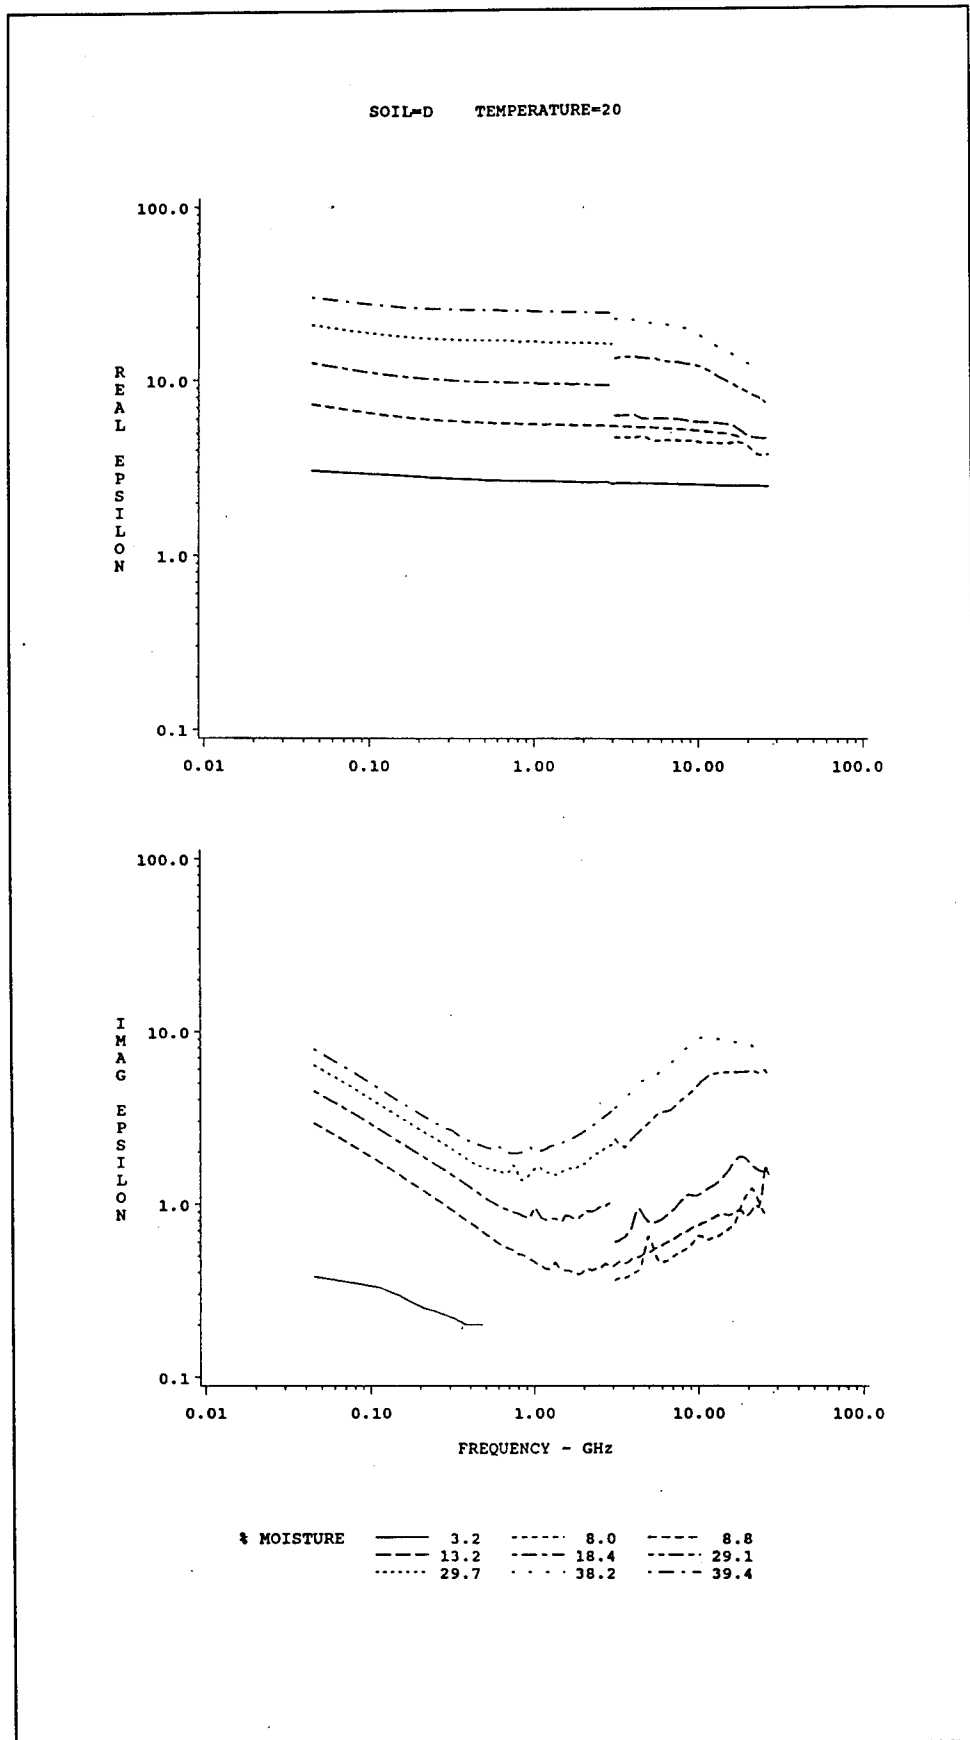 SOIL=D TEMPERATURE=20
100.0
10.0
1.0
0.1
REAL EPSILON
0.01 0.10 1.00 10.00 100.0
100.0
10.0
1.0
0.1
IMAG EPSILON
0.01 0.10 1.00 10.00 100.0
FREQUENCY - GHz
% MOISTURE 3.2 8.0 8.8
13.2 18.4 29.1
29.7 38.2 39.4